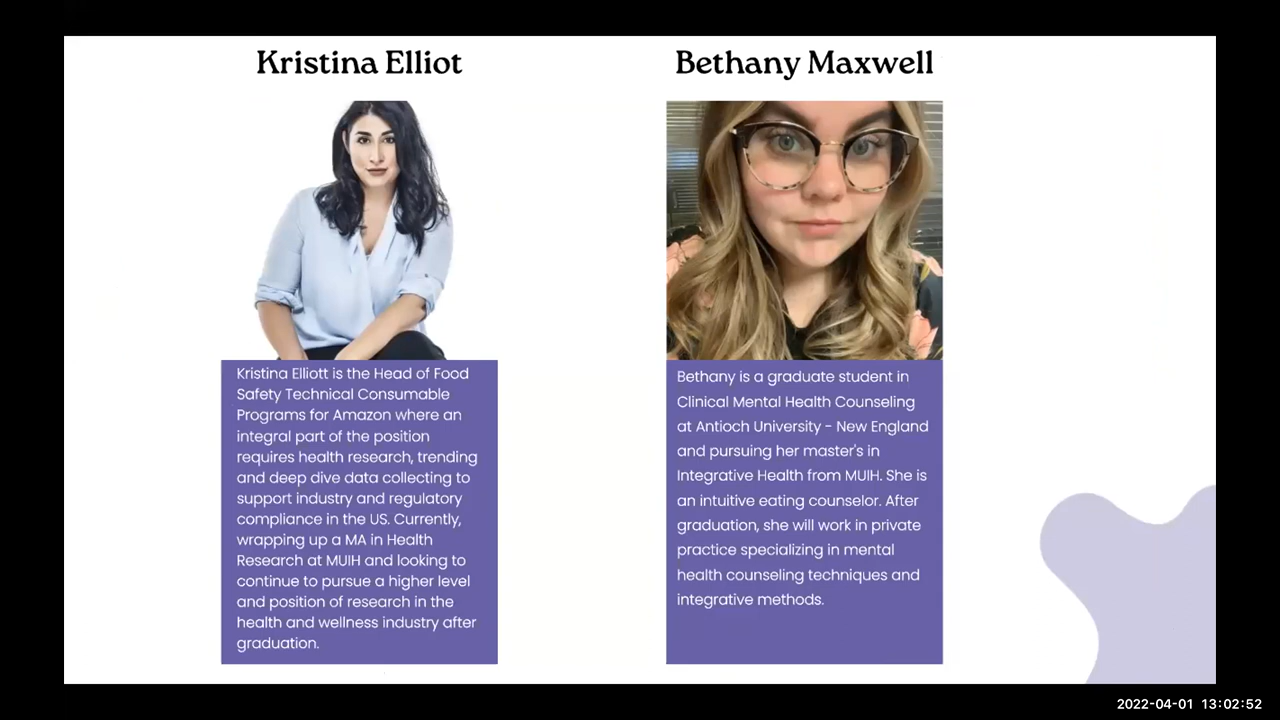 Kristina Elliot
Kristina Elliott is the Head of Food
Safety Technical Consumable
Programs for Amazon where an
integral part of the position
requires health research, trending
and deep dive data collecting to
support industry and regulatory
compliance in the US. Currently,
wrapping up a MA in Health
Research at MUIH and looking to
continue to pursue a higher level
and position of research in the
health and wellness industry after
graduation.
Bethany Maxwell
Bethany is a graduate student in
Clinical Mental Health Counseling
at Antioch University - New England
and pursuing her master's in
Integrative Health from MUIH. She is
an intuitive eating counselor. After
graduation, she will work in private
practice specializing in mental
health counseling techniques and
integrative methods.
2022-04-01 13:02:52